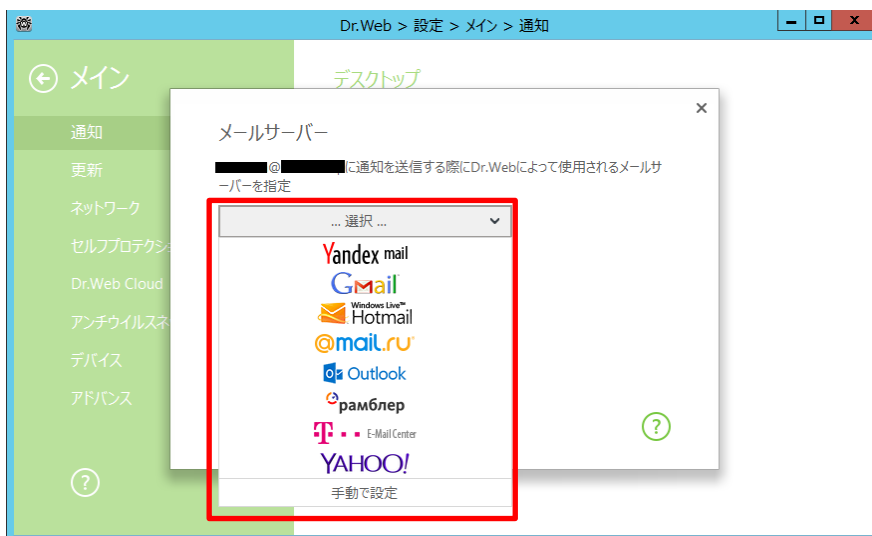 Dr.Web > 設定 > メイン > 通知
メイン
デスクトップ
通知
更新
ネットワーク
セルフプロテクシ
Dr.Web Cloud
アンチウイルスネ
デバイス
アドバンス
?
メールサーバー
@
に通知を送信する際にDr.Webによって使用されるメールサ
ーバーを指定
... 選択 ...
Yandex mail
Gmail
Windows Live™
Hotmail
@mail.ru®
Outlook
рамблер
T · · E-Mail Center
YAHOO!
手動で設定
?